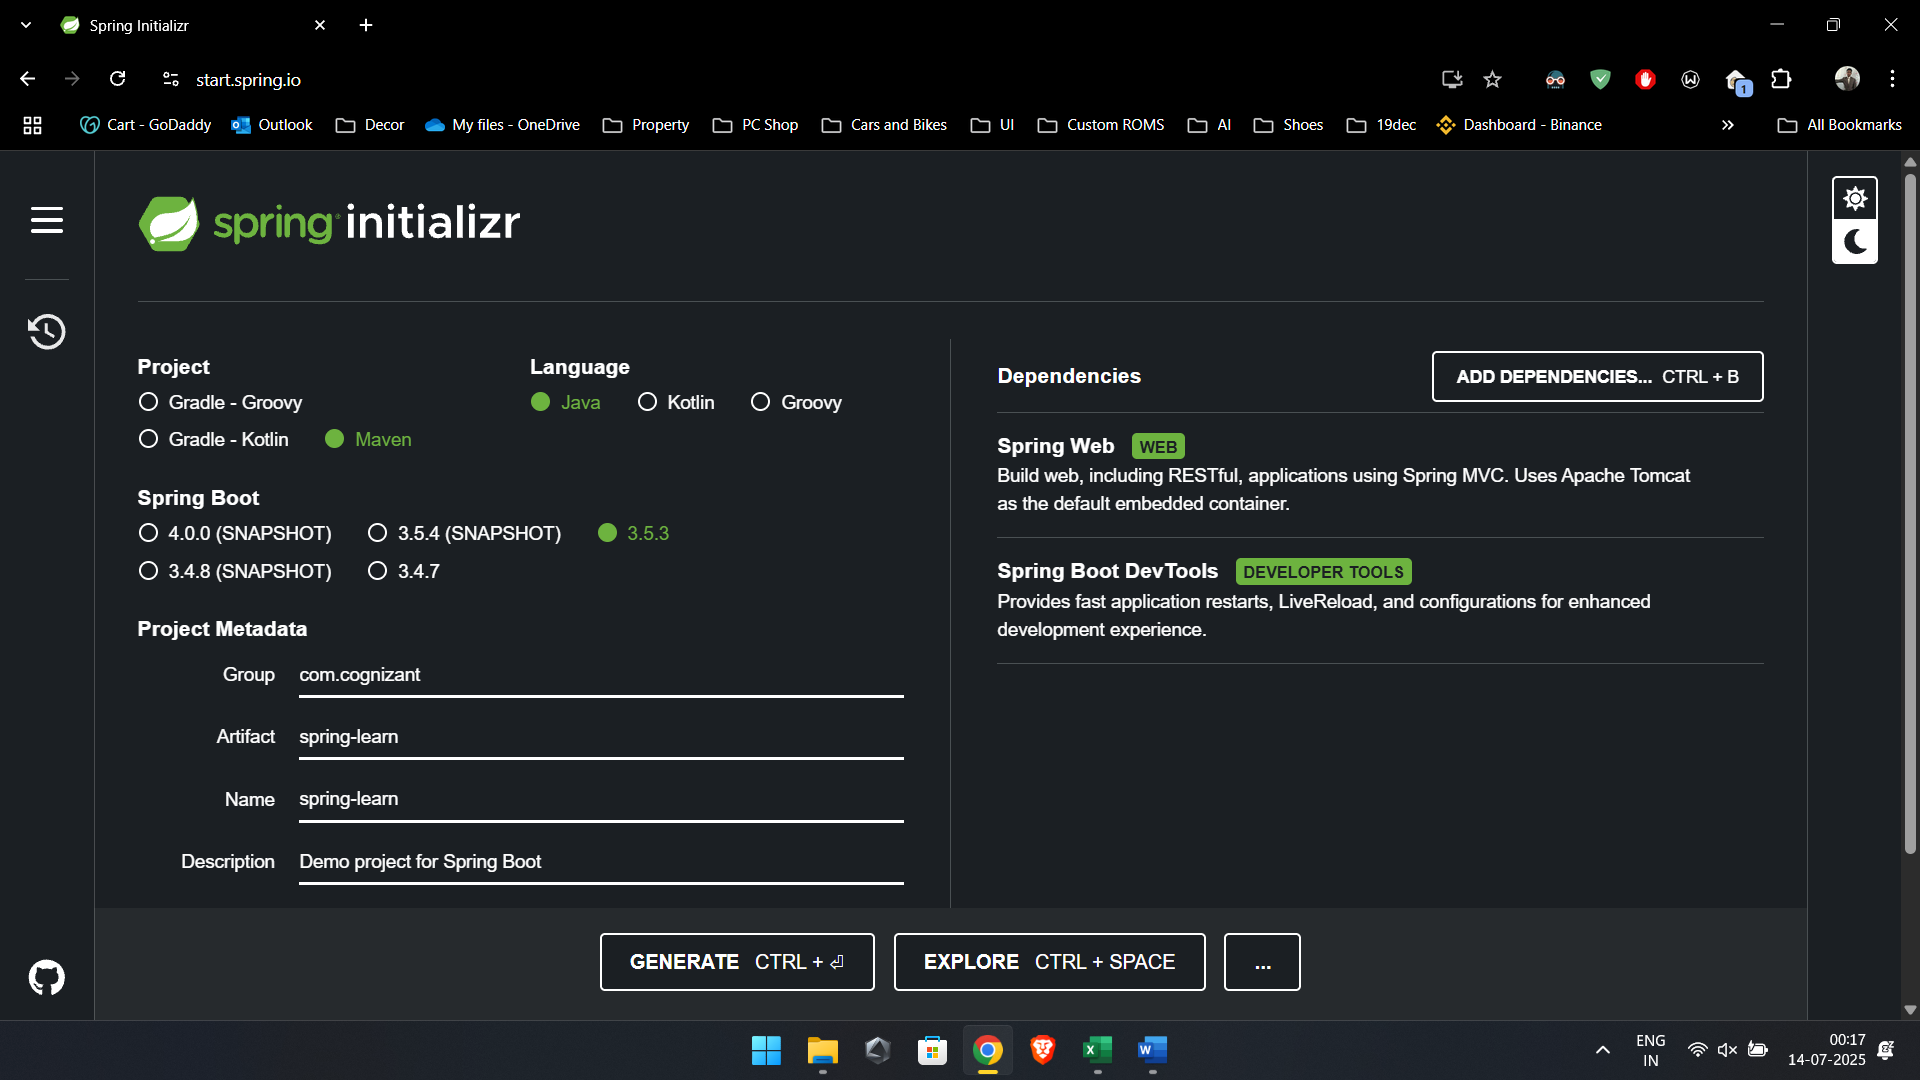 Spring Initializr
start.spring.io
Cart - GoDaddy Outlook Decor My files - OneDrive Property PC Shop Cars and Bikes UI Custom ROMS AI Shoes 19dec Dashboard - Binance All Bookmarks
1
spring initializr
Project
Gradle - Groovy
Gradle - Kotlin Maven
Language
Java Kotlin Groovy
Spring Boot
4.0.0 (SNAPSHOT) 3.5.4 (SNAPSHOT) 3.5.3
3.4.8 (SNAPSHOT) 3.4.7
Project Metadata
Group com.cognizant
Artifact spring-learn
Name spring-learn
Description Demo project for Spring Boot
Dependencies
ADD DEPENDENCIES... CTRL + B
Spring Web WEB
Build web, including RESTful, applications using Spring MVC. Uses Apache Tomcat
as the default embedded container.
Spring Boot DevTools DEVELOPER TOOLS
Provides fast application restarts, LiveReload, and configurations for enhanced
development experience.
GENERATE CTRL + ⏎
EXPLORE CTRL + SPACE
...
ENG
IN
00:17
14-07-2025